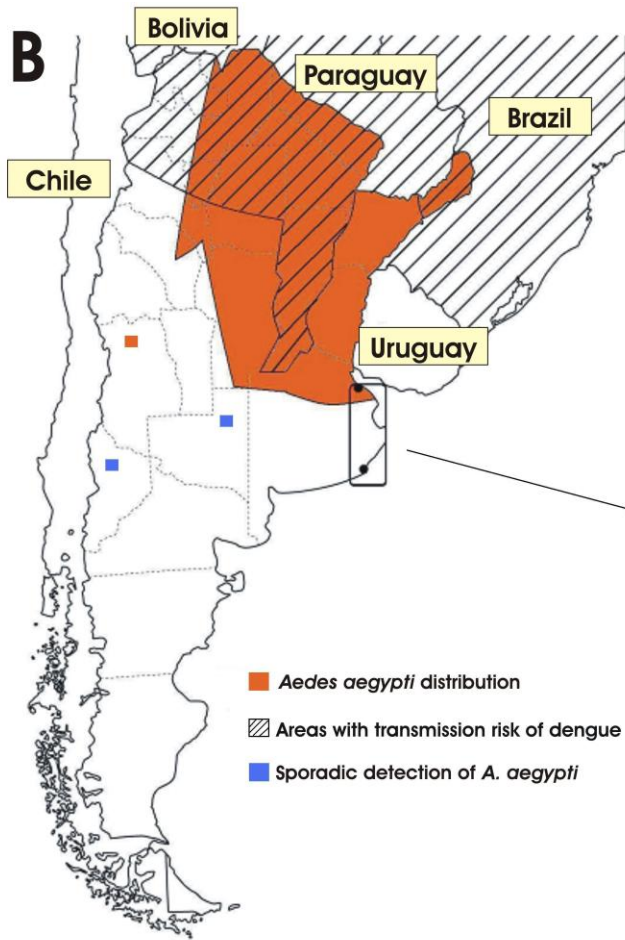 B
Bolivia
Paraguay
Brazil
Chile
Uruguay
Aedes aegypti distribution
Areas with transmission risk of dengue
Sporadic detection of A. aegypti